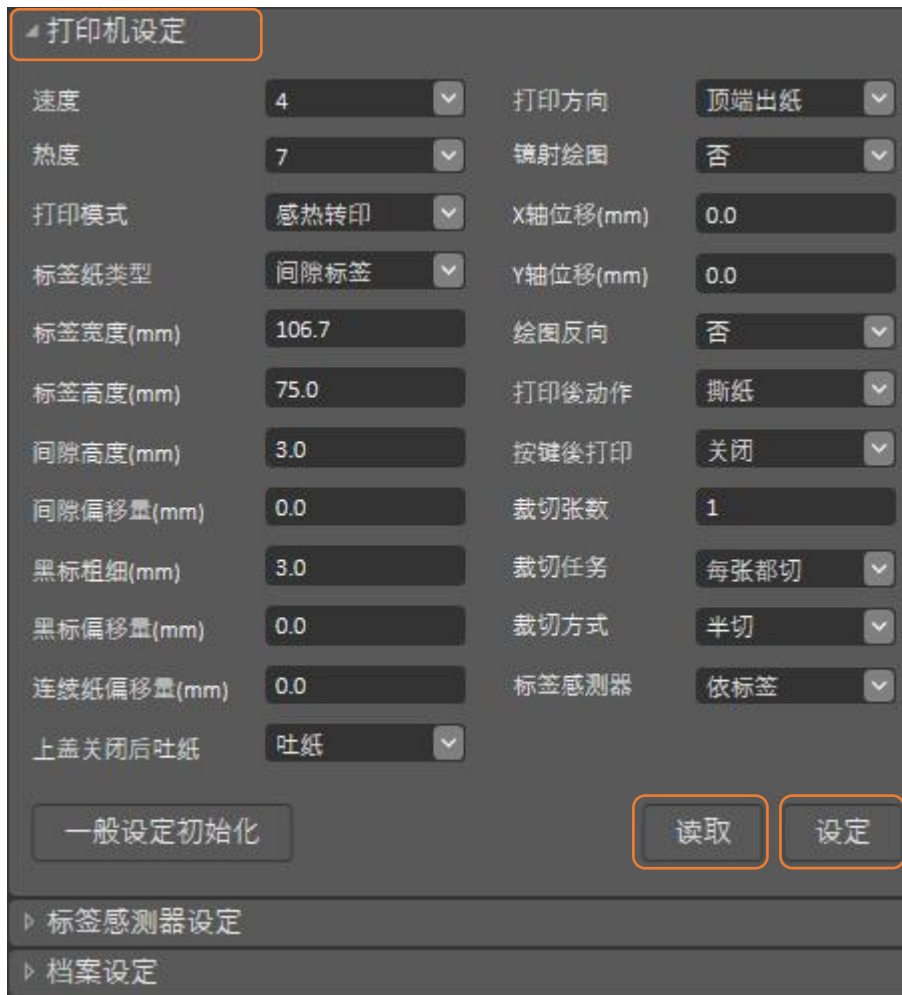 打印机设定
速度 4 打印方向 顶端出纸
热度 7 镜射绘图 否
打印模式 感热转印 X轴位移(mm) 0.0
标签纸类型 间隙标签 Y轴位移(mm) 0.0
标签宽度(mm) 106.7 绘图反向 否
标签高度(mm) 75.0 打印後动作 撕纸
间隙高度(mm) 3.0 按键後打印 关闭
间隙偏移量(mm) 0.0 裁切张数 1
黑标粗细(mm) 3.0 裁切任务 每张都切
黑标偏移量(mm) 0.0 裁切方式 半切
连续纸偏移量(mm) 0.0 标签感测器 依标签
上盖关闭后吐纸 吐纸
一般设定初始化 读取 设定
标签感测器设定
档案设定